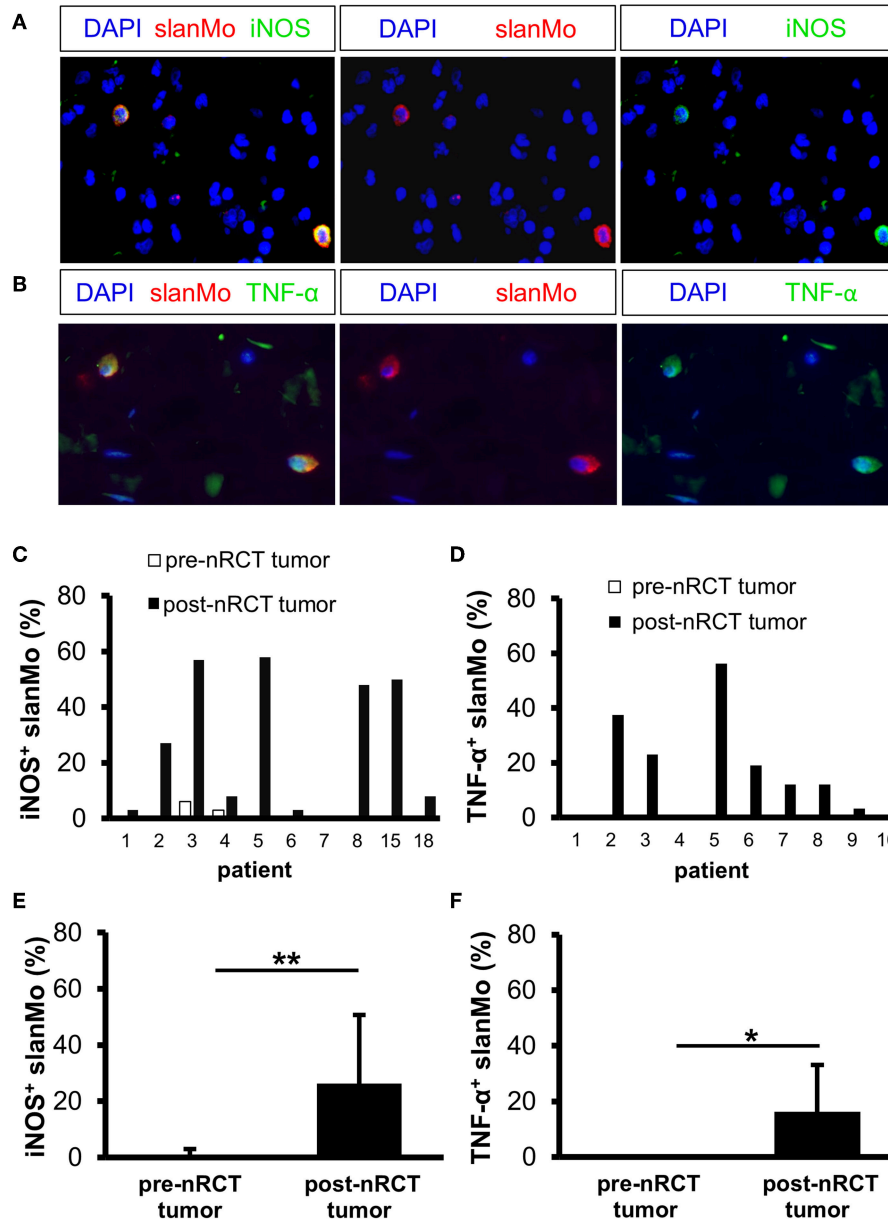 A
DAPI slanMo iNOS
DAPI slanMo
DAPI iNOS
B
DAPI slanMo TNF-α
DAPI slanMo
DAPI TNF-α
C
pre-nRCT tumor
post-nRCT tumor
80
60
40
20
0
iNOS⁺ slanMo (%)
1 2 3 4 5 6 7 8 15 18
patient
D
pre-nRCT tumor
post-nRCT tumor
80
60
40
20
0
TNF-α⁺ slanMo (%)
1 2 3 4 5 6 7 8 9 10
patient
E
80
60
40
20
0
iNOS⁺ slanMo (%)
**
pre-nRCT
tumor
post-nRCT
tumor
F
80
60
40
20
0
TNF-α⁺ slanMo (%)
*
pre-nRCT
tumor
post-nRCT
tumor